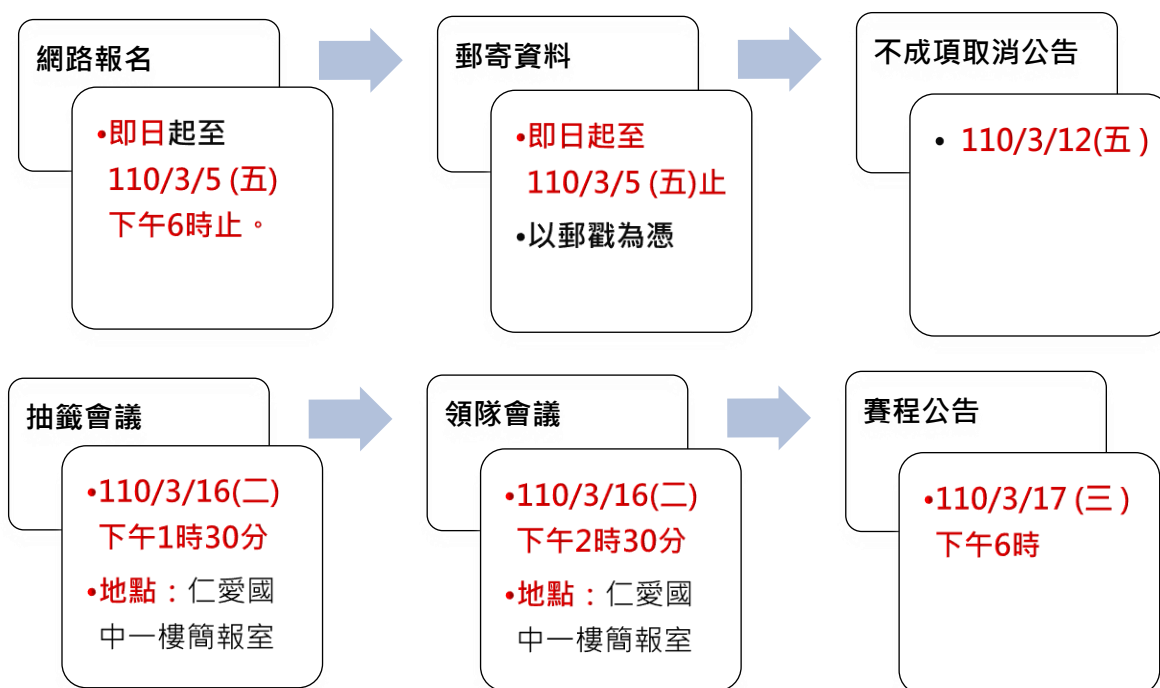 網路報名
•即日起至
110/3/5 (五)
下午6時止。
郵寄資料
•即日起至
110/3/5 (五)止
•以郵戳為憑
不成項取消公告
• 110/3/12(五 )
抽籤會議
•110/3/16(二)
下午1時30分
•地點：仁愛國
中一樓簡報室
領隊會議
•110/3/16(二)
下午2時30分
•地點：仁愛國
中一樓簡報室
賽程公告
•110/3/17 (三 )
下午6時